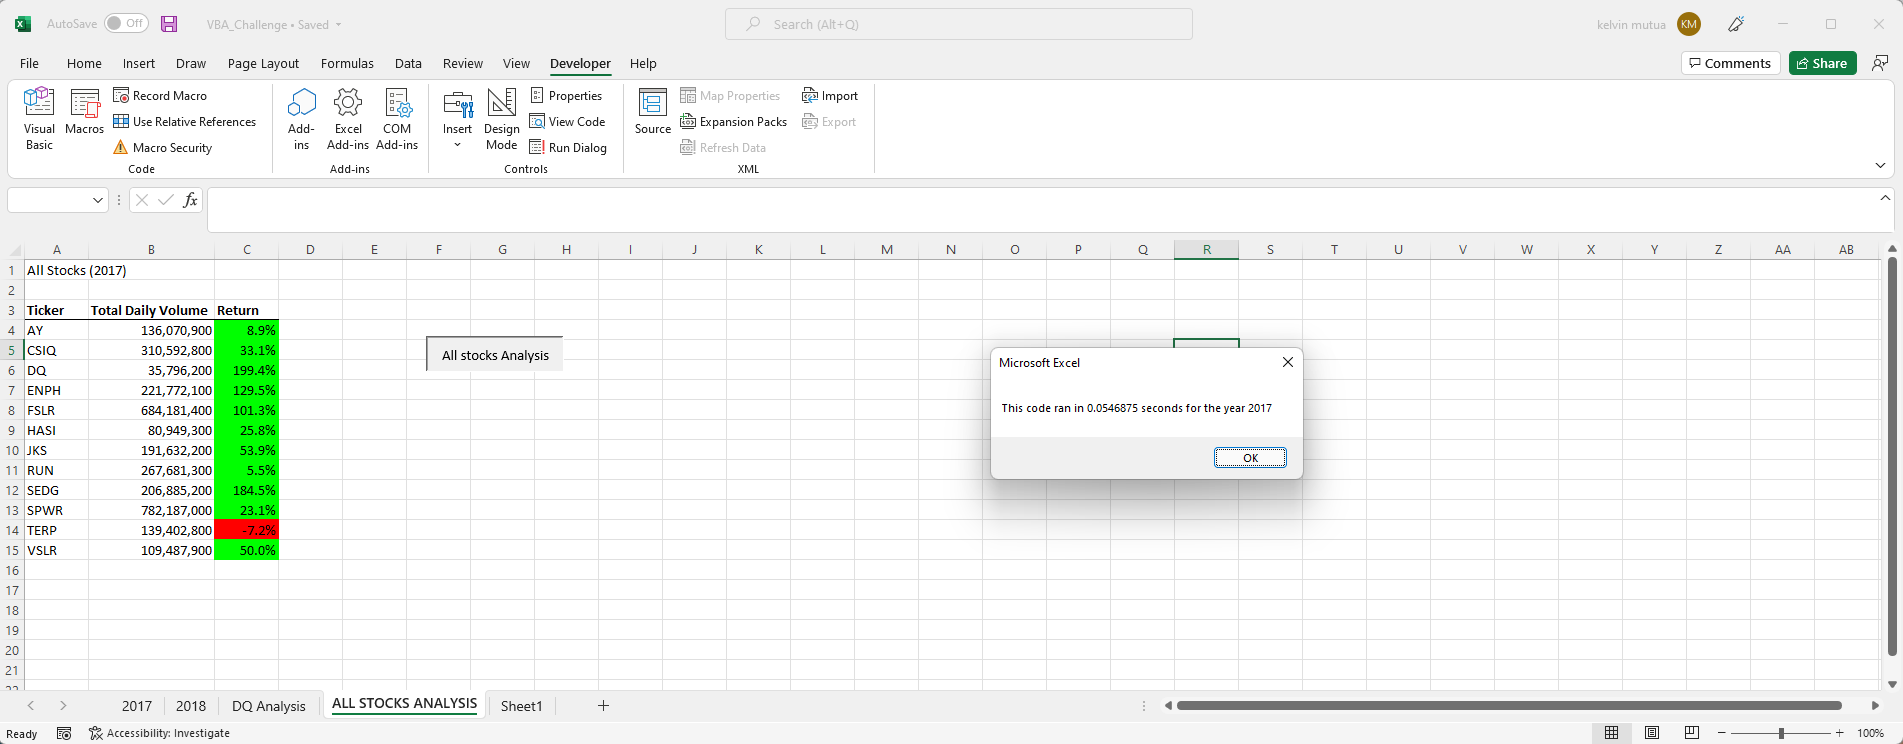 AutoSave Off VBA_Challenge • Saved Search (Alt+Q) kelvin mutua KM
File Home Insert Draw Page Layout Formulas Data Review View Developer Help Comments Share
Visual Basic
Macros
Record Macro
Use Relative References
Macro Security
Code
Add-ins
Excel Add-ins
COM Add-ins
Add-ins
Insert
Design Mode
Properties
View Code
Run Dialog
Controls
Source
Map Properties
Expansion Packs
Refresh Data
Import
Export
XML
fx
A B C D E F G H I J K L M N O P Q R S T U V W X Y Z AA AB
1 All Stocks (2017)
2
3 Ticker Total Daily Volume Return
4 AY 136,070,900 8.9%
5 CSIQ 310,592,800 33.1%
6 DQ 35,796,200 199.4%
7 ENPH 221,772,100 129.5%
8 FSLR 684,181,400 101.3%
9 HASI 80,949,300 25.8%
10 JKS 191,632,200 53.9%
11 RUN 267,681,300 5.5%
12 SEDG 206,885,200 184.5%
13 SPWR 782,187,000 23.1%
14 TERP 139,402,800 -7.2%
15 VSLR 109,487,900 50.0%
16
17
18
19
20
21
All stocks Analysis
Microsoft Excel
This code ran in 0.0546875 seconds for the year 2017
OK
2017 2018 DQ Analysis ALL STOCKS ANALYSIS Sheet1
Ready Accessibility: Investigate 100%